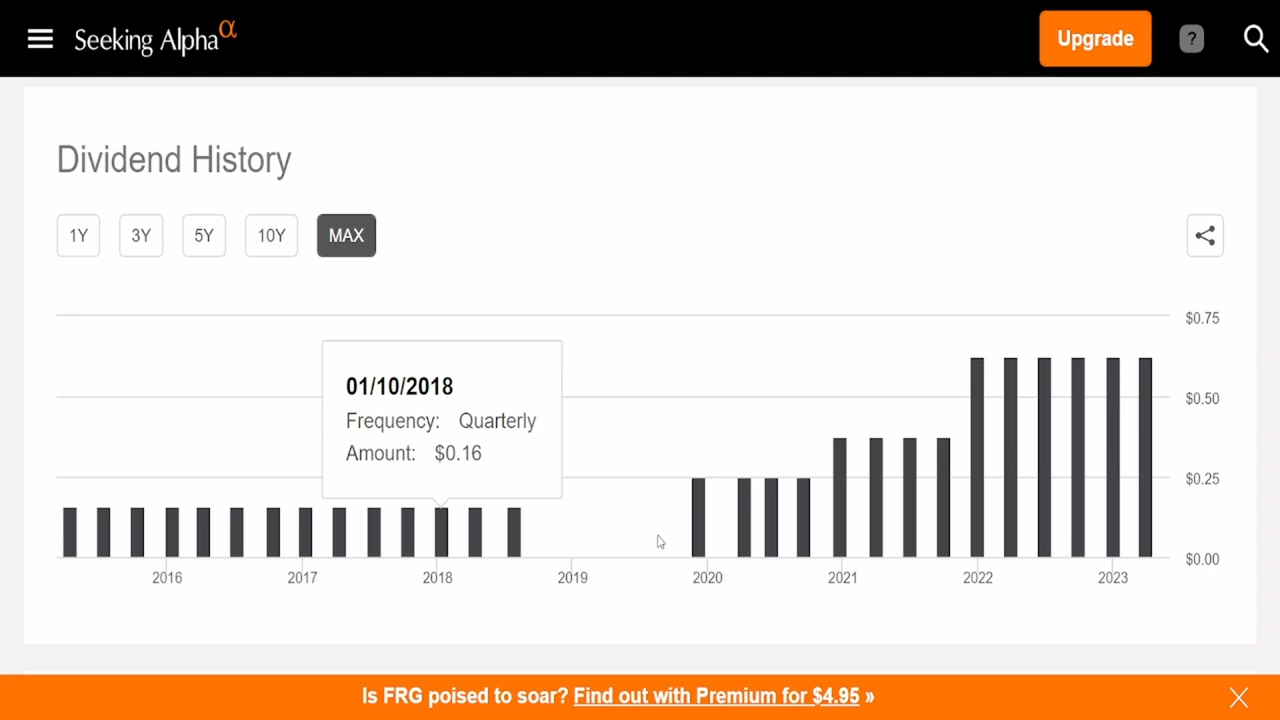 Seeking Alpha α
Upgrade
?
Dividend History
1Y 3Y 5Y 10Y MAX
$0.75
01/10/2018
Frequency: Quarterly
Amount: $0.16
$0.50
$0.25
$0.00
2016 2017 2018 2019 2020 2021 2022 2023
Is FRG poised to soar? Find out with Premium for $4.95 »